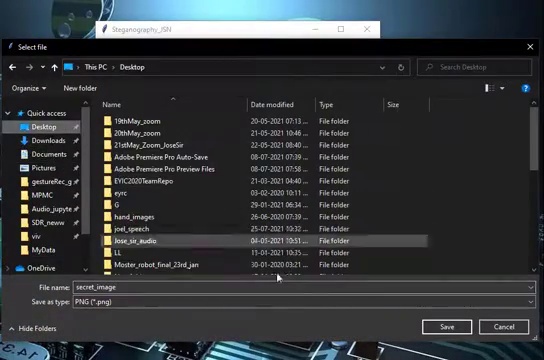 Steganography_JSN
Select file
This PC > Desktop
Search Desktop
Organize
New folder
Name Date modified Type Size
Quick access
Desktop
Downloads
Documents
Pictures
gestureRec_g
MPMC
Audio_jupyte
SDR_neww
viv
MyData
OneDrive
19thMay_zoom 20-05-2021 07:13 ... File folder
20thMay_zoom 21-05-2021 10:46 ... File folder
21stMay_Zoom_JoseSir 22-05-2021 08:40 ... File folder
Adobe Premiere Pro Auto-Save 08-07-2021 07:39 ... File folder
Adobe Premiere Pro Preview Files 08-07-2021 07:58 ... File folder
EYIC2020TeamRepo 21-03-2021 04:40 ... File folder
eyrc 03-02-2020 10:11 ... File folder
G 29-01-2021 06:34 ... File folder
hand_images 26-06-2020 07:39 ... File folder
joel_speech 25-07-2021 10:32 ... File folder
Jose_sir_audio 04-05-2021 10:51 ... File folder
LL 11-01-2021 10:35 ... File folder
Moster_robot_final_23rd_jan 30-01-2020 03:21 ... File folder
File name: secret_image
Save as type: PNG (*.png)
Hide Folders
Save Cancel